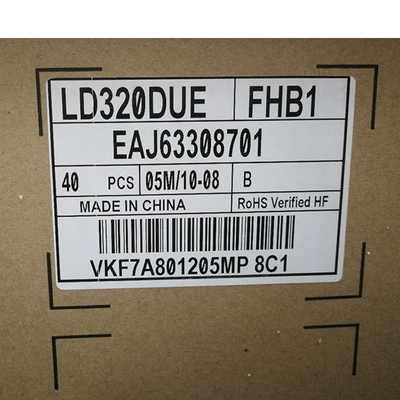 LD320DUE FHB1
EAJ63308701
40 PCS 05M/10-08 B
MADE IN CHINA RoHS Verified HF
VKF7A801205MP 8C1